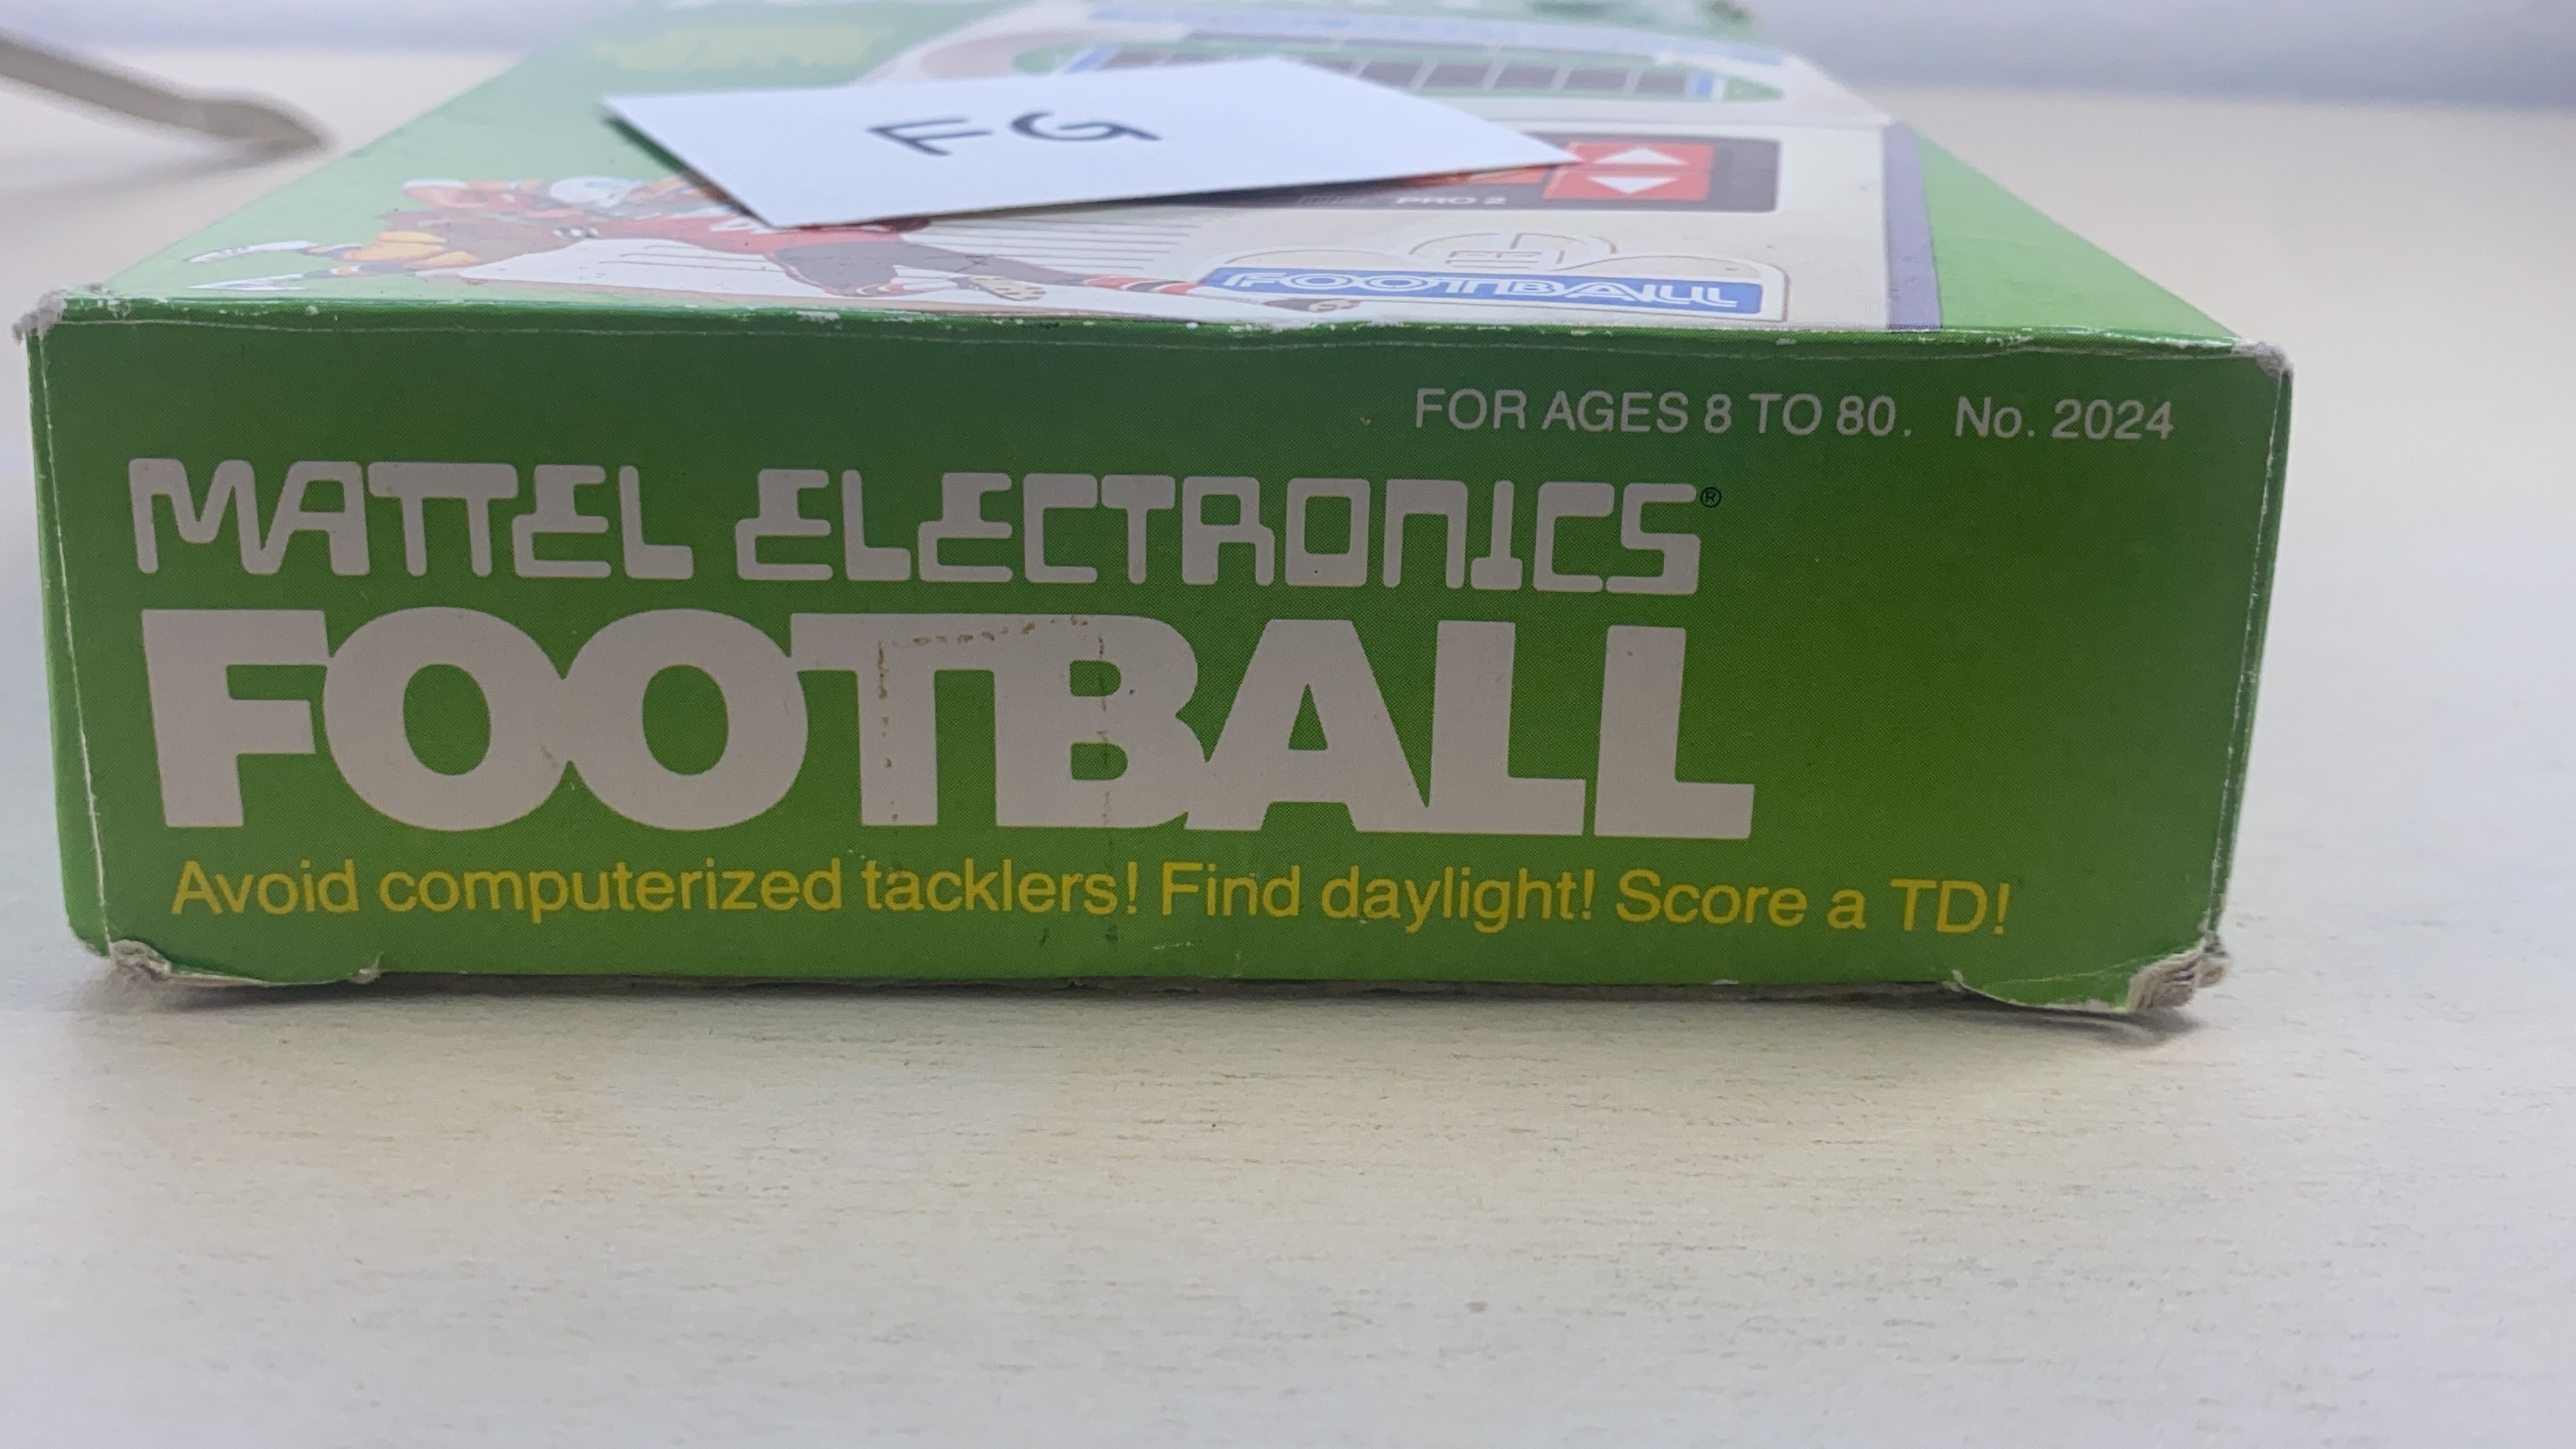 FG
PRO 2
FOOTBALL
FOR AGES 8 TO 80. No. 2024
MATTEL ELECTRONICS®
FOOTBALL
Avoid computerized tacklers! Find daylight! Score a TD!